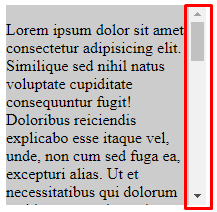 Lorem ipsum dolor sit amet
consectetur adipisicing elit.
Similique sed nihil natus
voluptate cupiditate
consequuntur fugit!
Doloribus reiciendis
explicabo esse itaque vel,
unde, non cum sed fuga ea,
excepturi alias. Ut et
necessitatibus qui dolorum